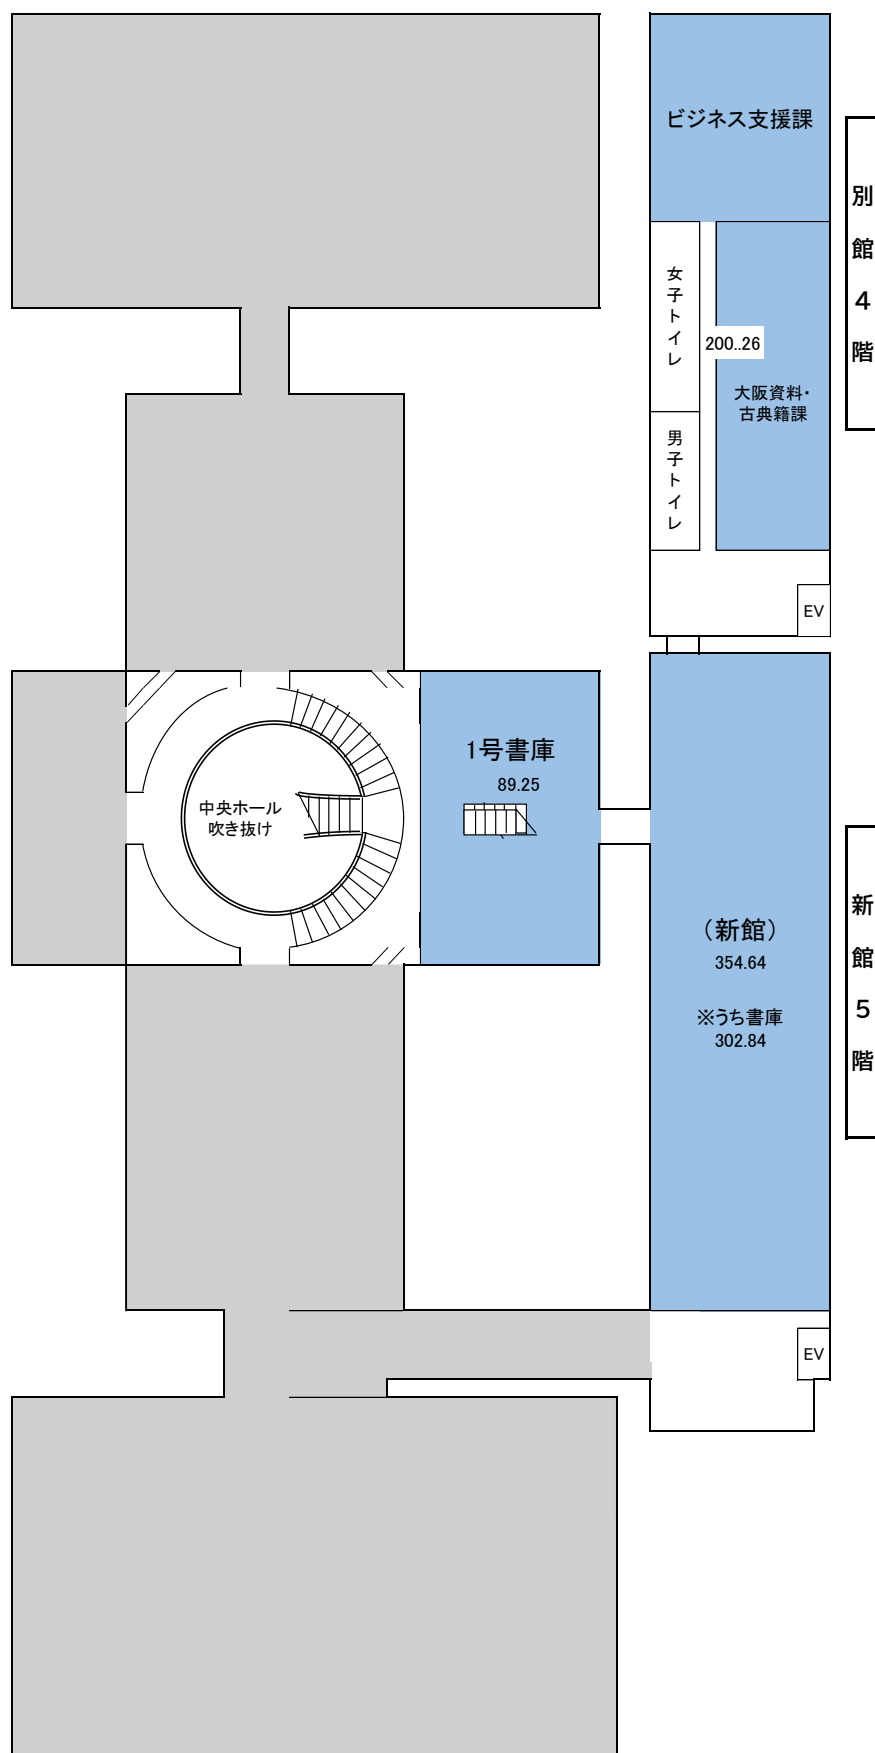 ビジネス支援課
別館4階
女子トイレ
200..26
大阪資料・
古典籍課
男子トイレ
EV
1号書庫
89.25
中央ホール
吹き抜け
(新館)
354.64
※うち書庫
302.84
新館5階
EV